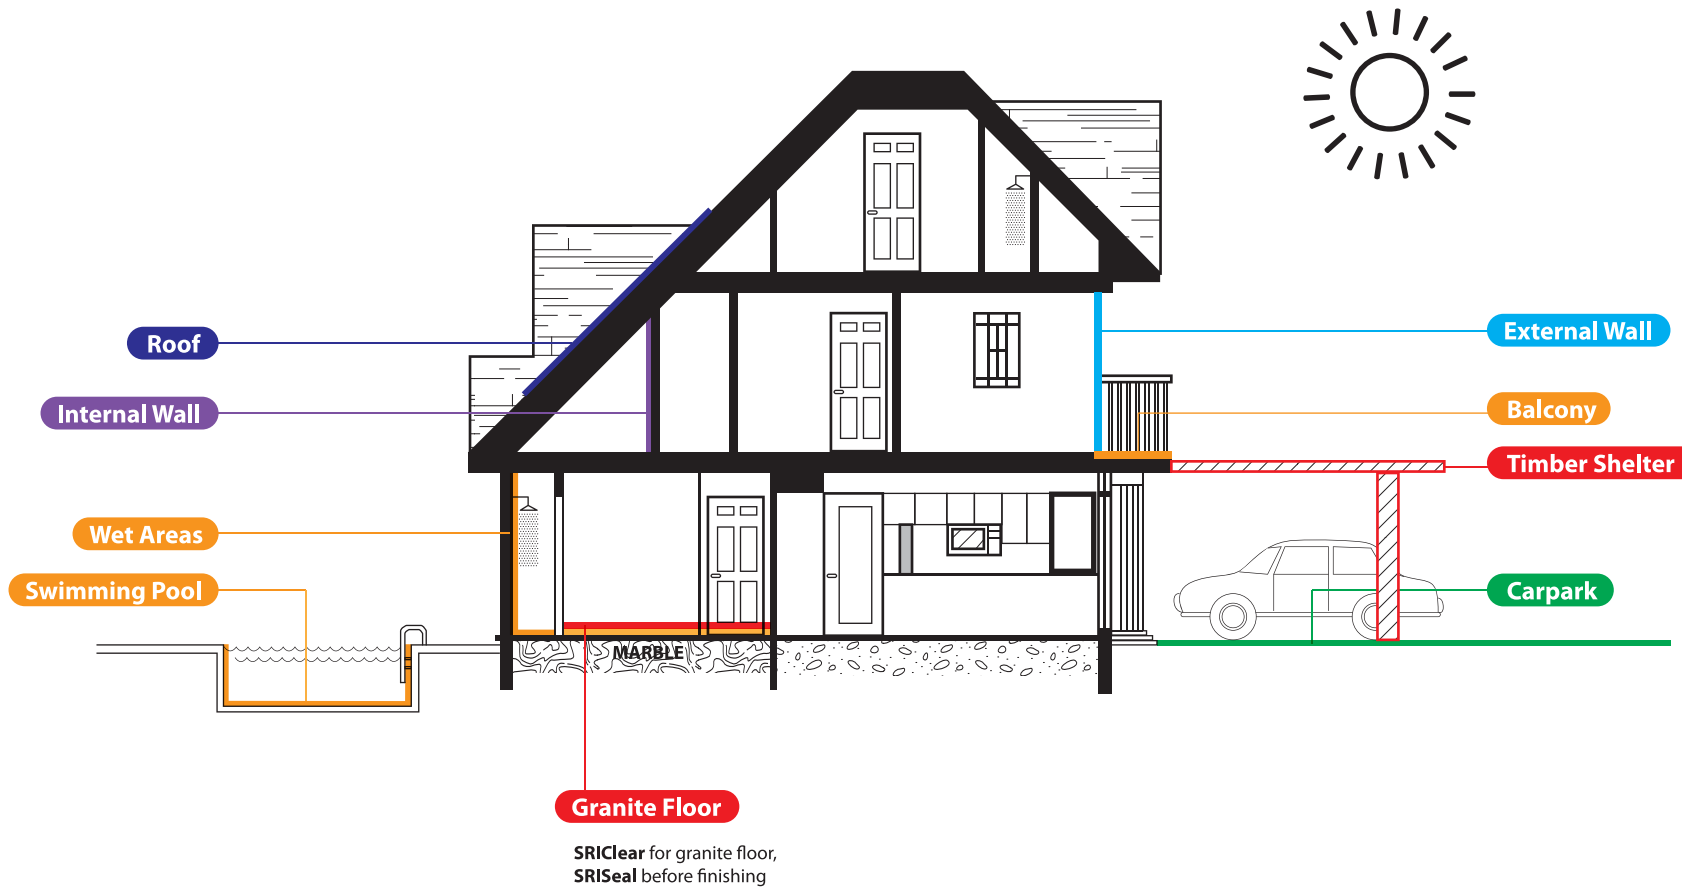 Roof
External Wall
Internal Wall
Balcony
Timber Shelter
Wet Areas
Swimming Pool
Carpark
MARBLE
Granite Floor
SRIClear for granite floor,
SRISeal before finishing